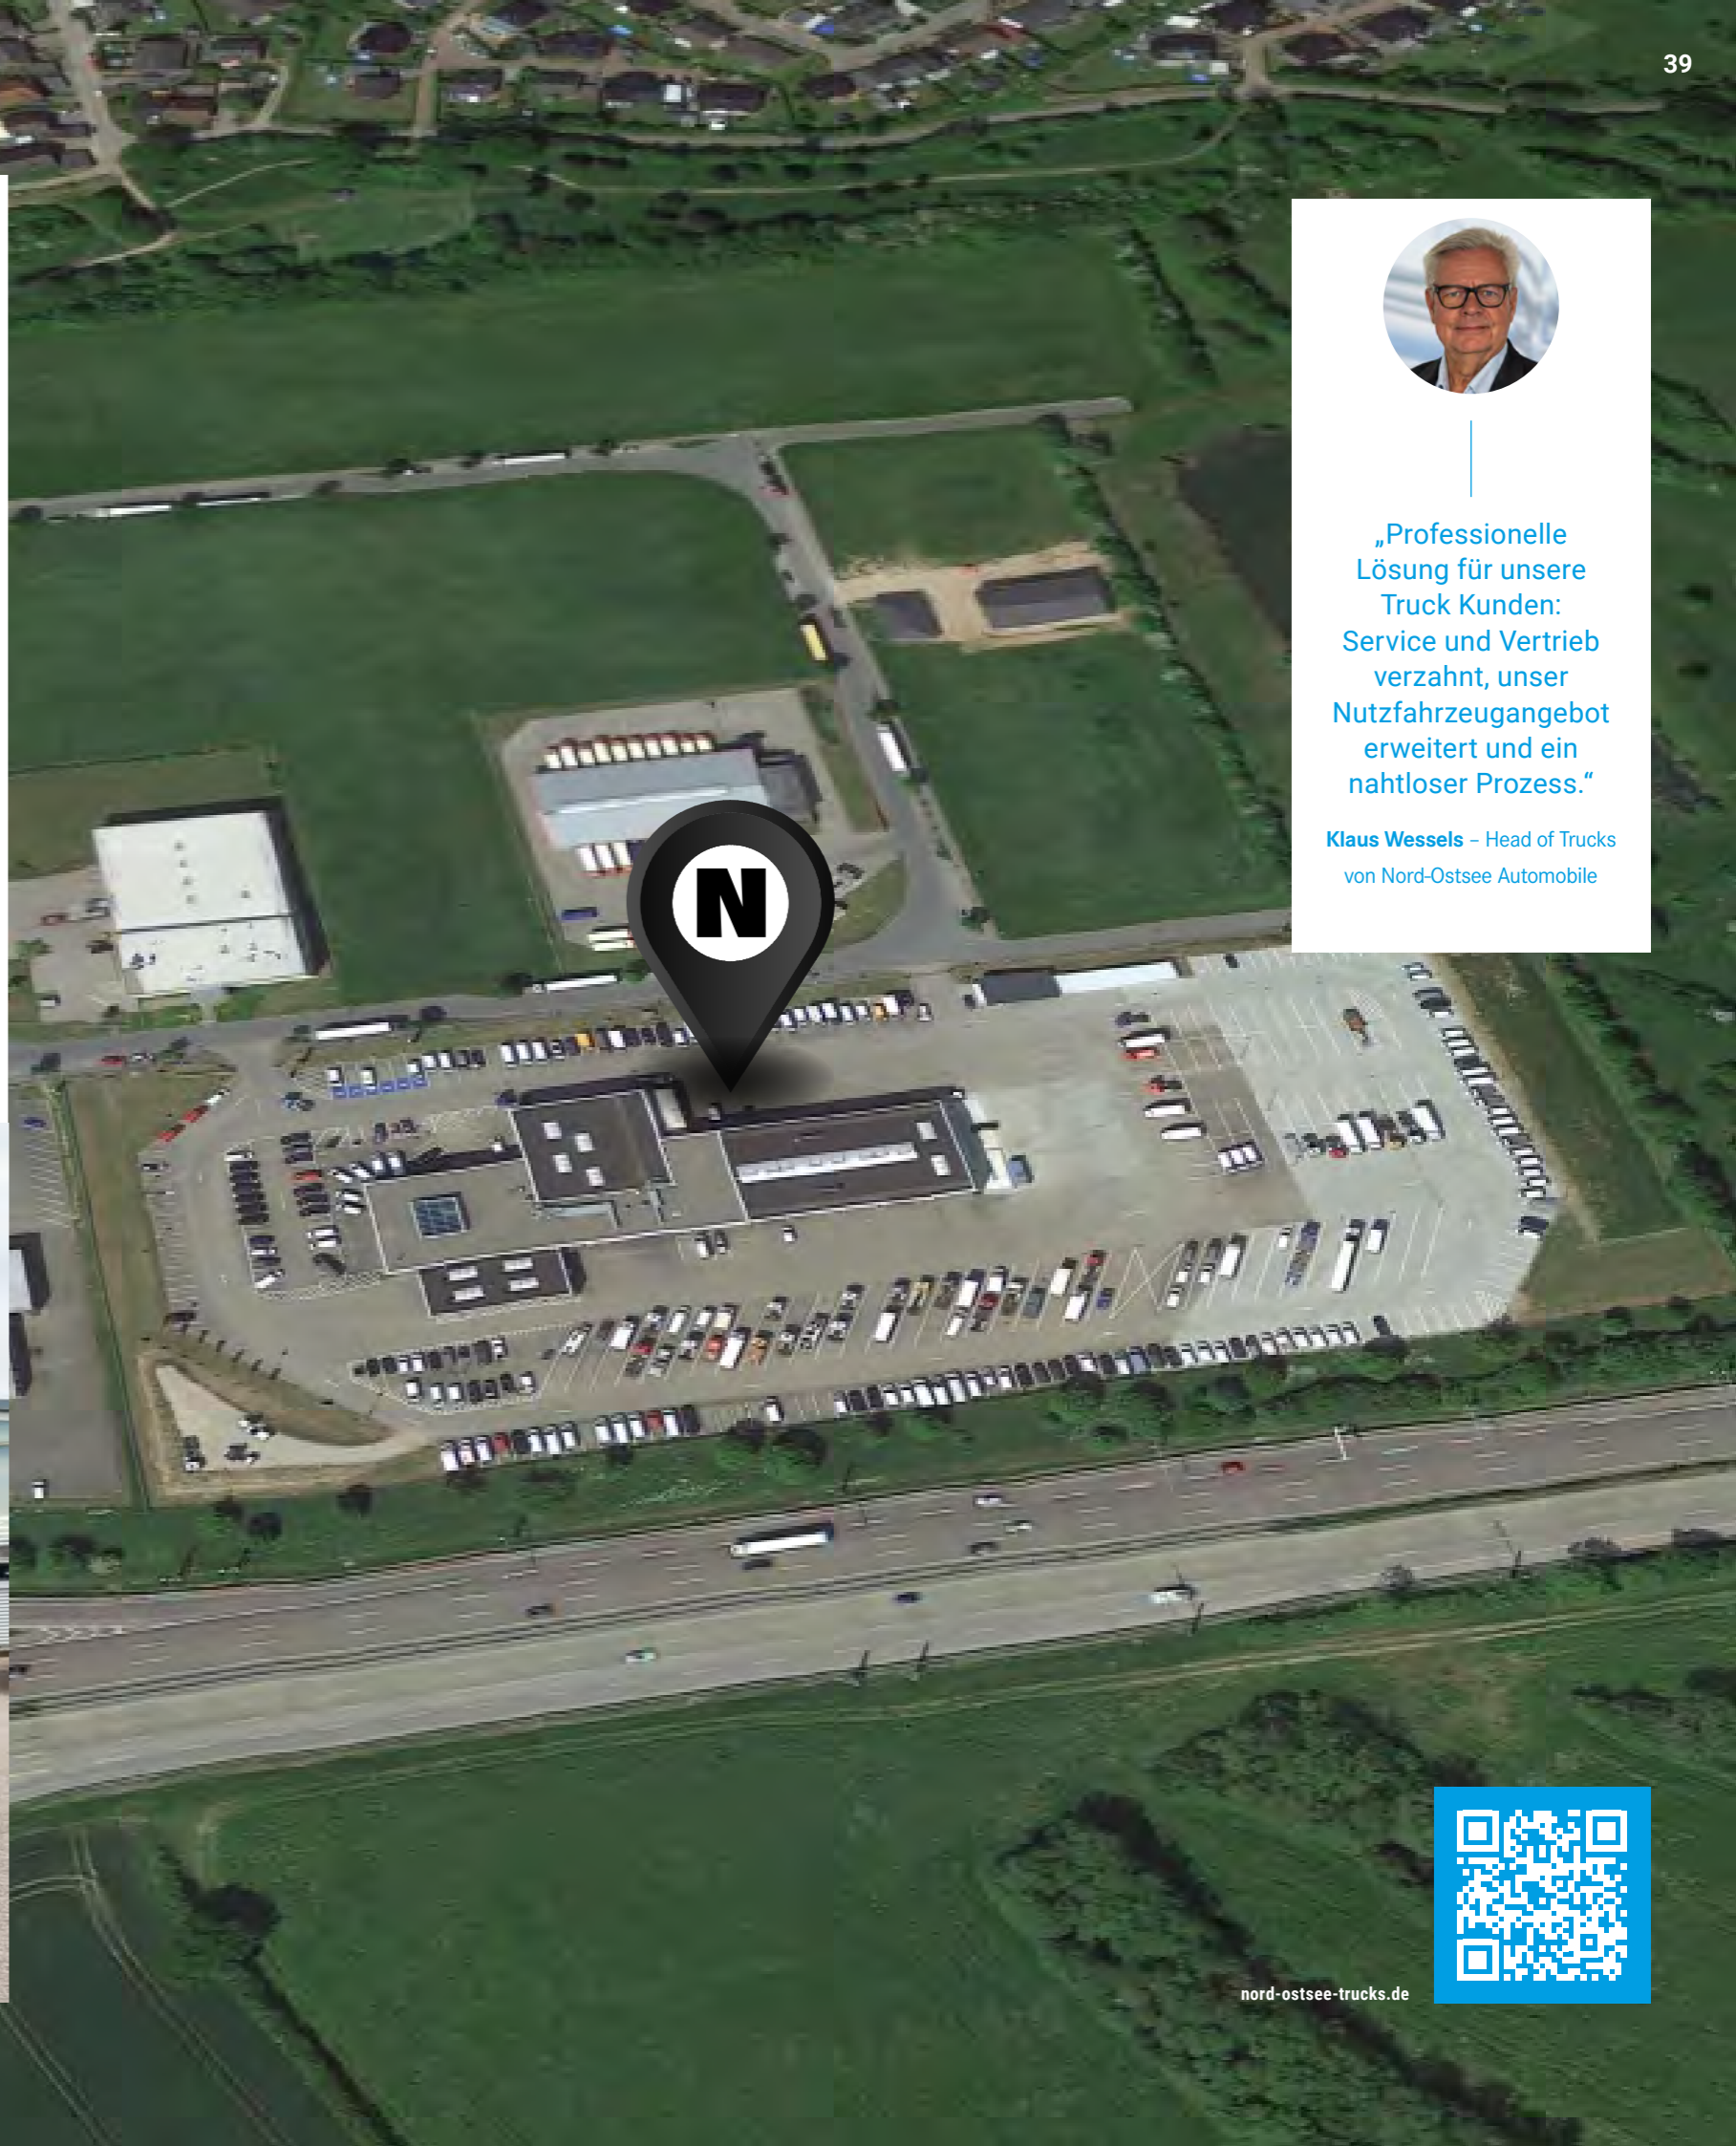 39
„Professionelle
Lösung für unsere
Truck Kunden:
Service und Vertrieb
verzahnt, unser
Nutzfahrzeugangebot
erweitert und ein
nahtloser Prozess.“
Klaus Wessels – Head of Trucks
von Nord-Ostsee Automobile
N
nord-ostsee-trucks.de